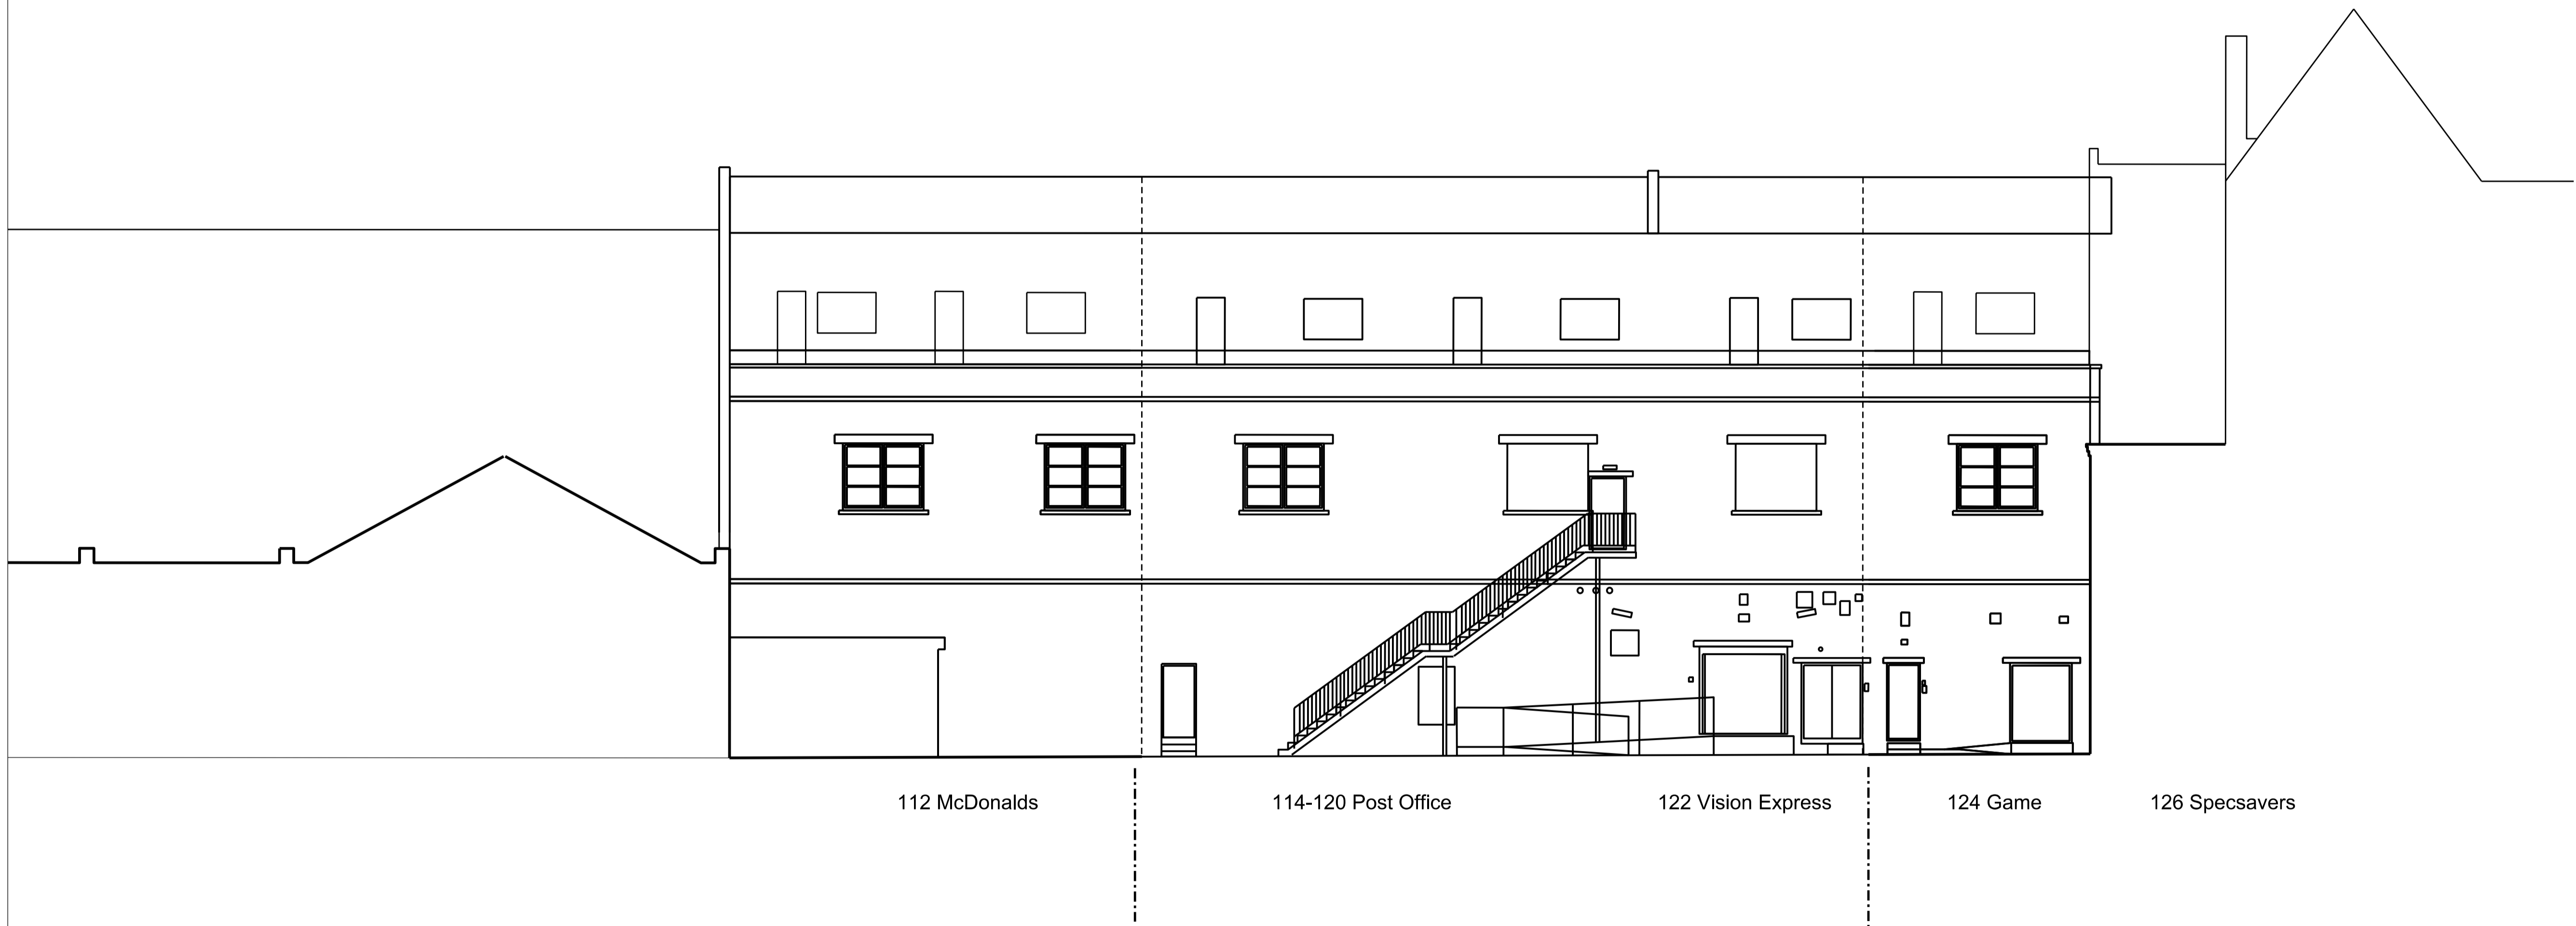 112 McDonalds
114-120 Post Office
122 Vision Express
124 Game
126 Specsavers